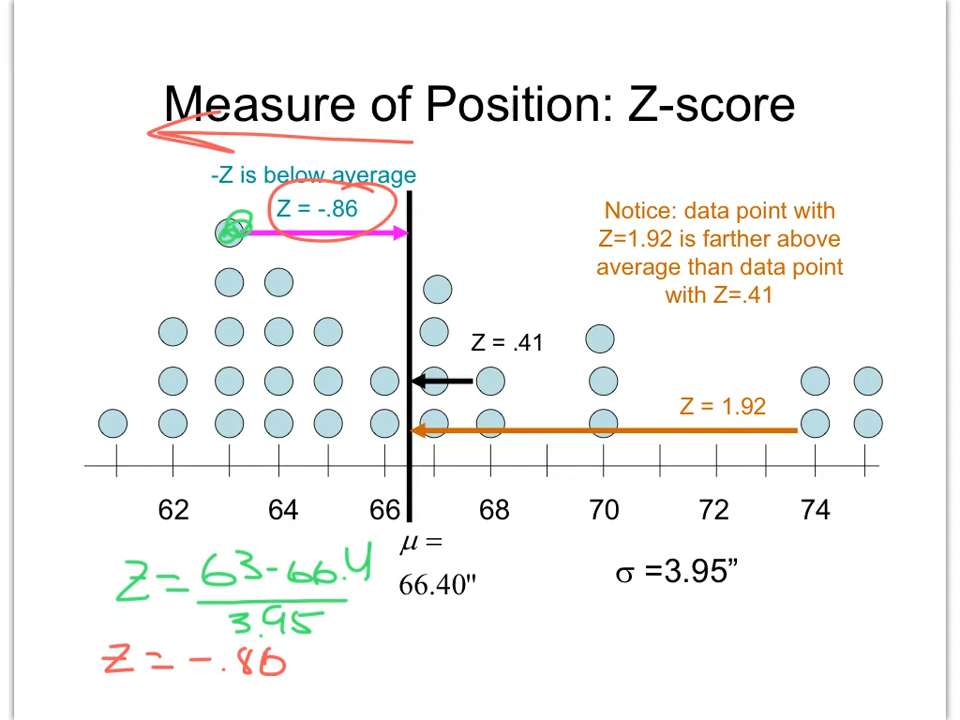 Measure of Position: Z-score
-Z is below average
Z = -.86
Notice: data point with
Z=1.92 is farther above
average than data point
with Z=.41
Z = .41
Z = 1.92
62 64 66 68 70 72 74
μ =
66.40"
σ =3.95”
Z = 63-66.4
3.95
Z = -.86